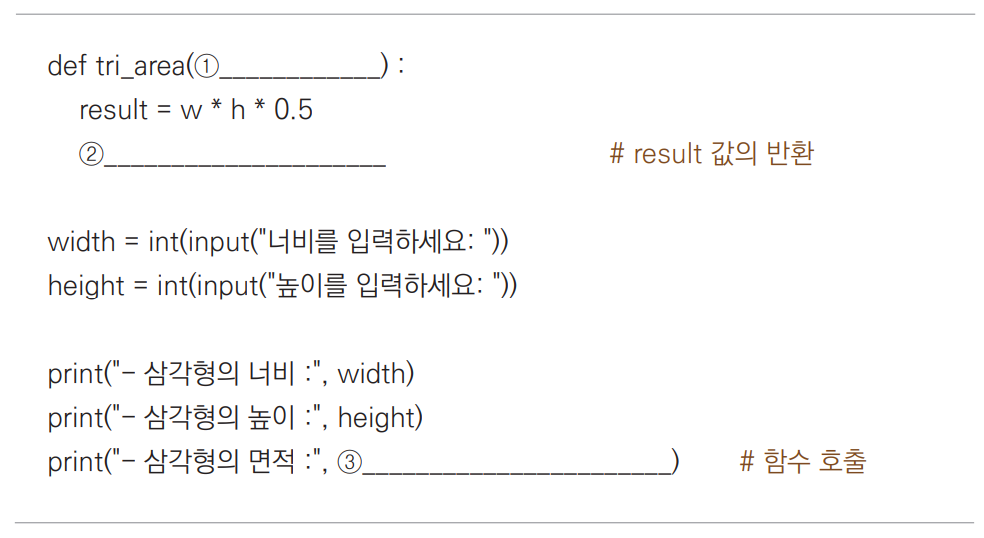 def tri_area(①____________) :
result = w * h * 0.5
②_____________________ # result 값의 반환
width = int(input("너비를 입력하세요: "))
height = int(input("높이를 입력하세요: "))
print("- 삼각형의 너비 :", width)
print("- 삼각형의 높이 :", height)
print("- 삼각형의 면적 :", ③_______________________) # 함수 호출